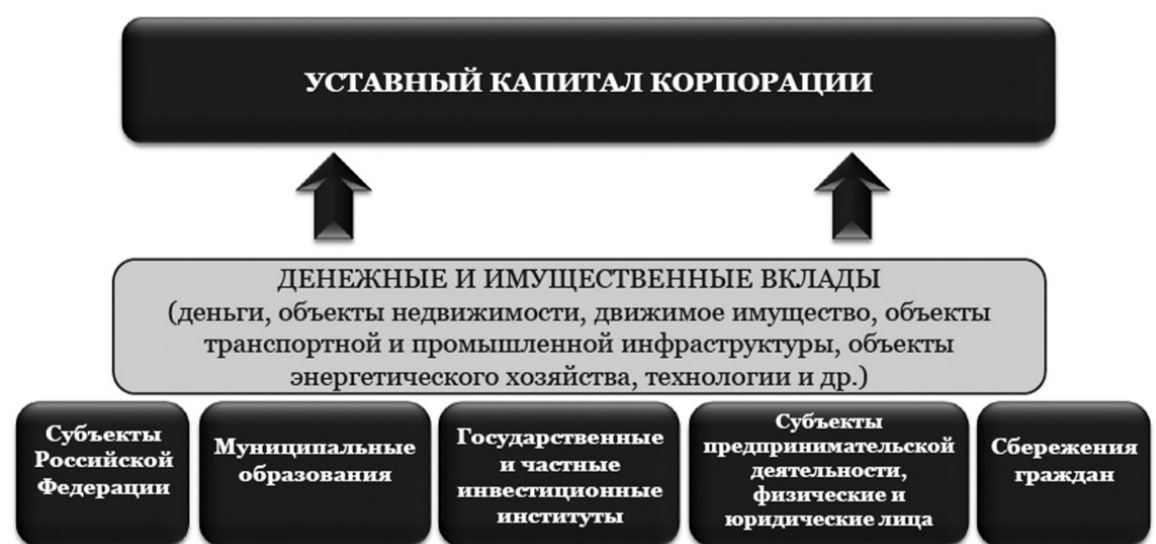 УСТАВНЫЙ КАПИТАЛ КОРПОРАЦИИ
ДЕНЕЖНЫЕ И ИМУЩЕСТВЕННЫЕ ВКЛАДЫ
(деньги, объекты недвижимости, движимое имущество, объекты
транспортной и промышленной инфраструктуры, объекты
энергетического хозяйства, технологии и др.)
Субъекты
Российской
Федерации
Муниципальные
образования
Государственные
и частные
инвестиционные
институты
Субъекты
предпринимательской
деятельности,
физические и
юридические лица
Сбережения
граждан